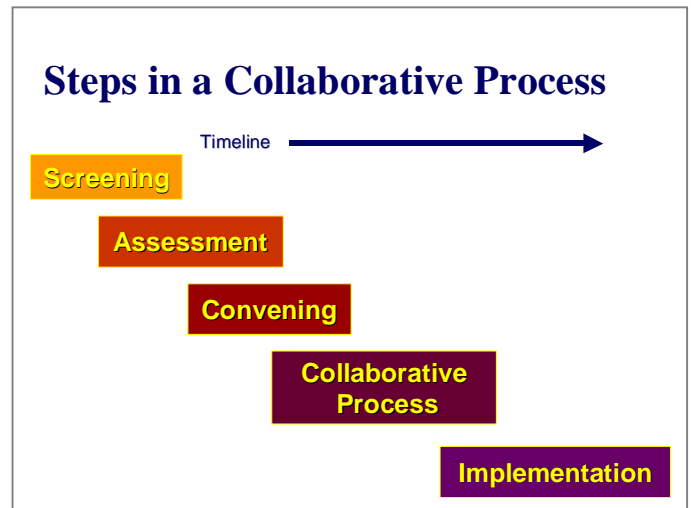 Steps in a Collaborative Process
Timeline
Screening
Assessment
Convening
Collaborative
Process
Implementation